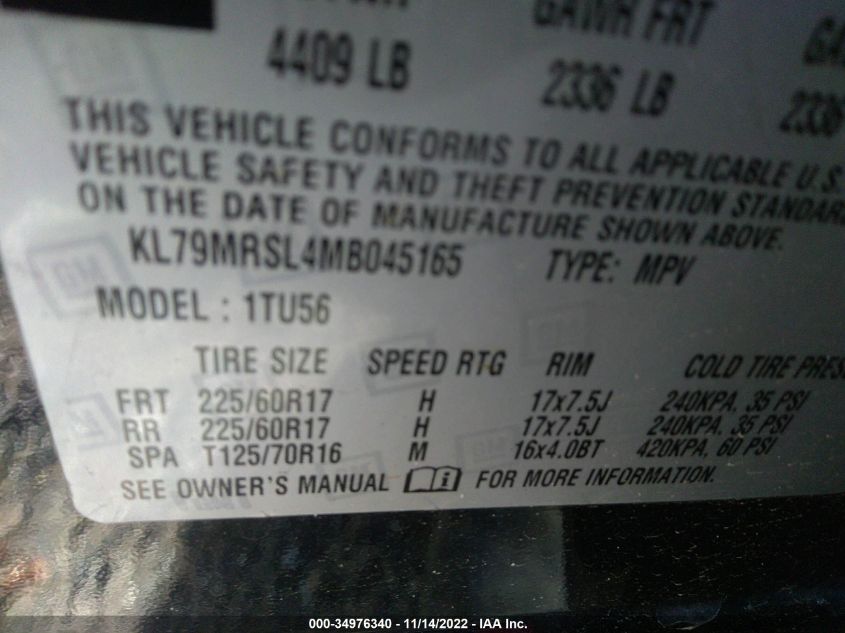 GAWR FRT
4409 LB 2336 LB 2336
THIS VEHICLE CONFORMS TO ALL APPLICABLE U.S.
VEHICLE SAFETY AND THEFT PREVENTION STANDAR
ON THE DATE OF MANUFACTURE SHOWN ABOVE.
KL79MRSL4MB045165 TYPE: MPV
MODEL : 1TU56
TIRE SIZE SPEED RTG RIM COLD TIRE PRES
FRT 225/60R17 H 17x7.5J 240KPA, 35 PSI
RR 225/60R17 H 17x7.5J 240KPA, 35 PSI
SPA T125/70R16 M 16x4.0BT 420KPA, 60 PSI
SEE OWNER'S MANUAL FOR MORE INFORMATION.
GM
000-34976340 - 11/14/2022 - IAA Inc.